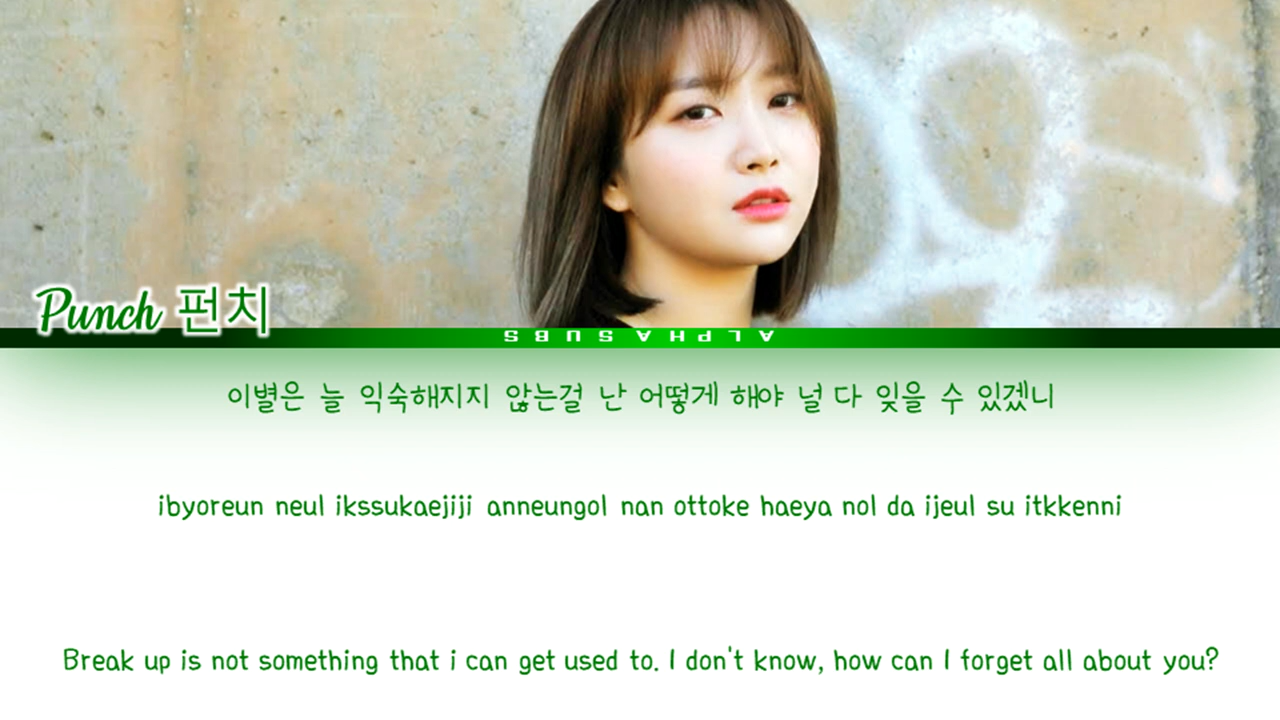 Punch 펀치
ALPHASUBS
이별은 늘 익숙해지지 않는걸 난 어떻게 해야 널 다 잊을 수 있겠니
ibyoreun neul ikssukaejiji anneungol nan ottoke haeya nol da ijeul su itkkenni
Break up is not something that i can get used to. I don't know, how can I forget all about you?